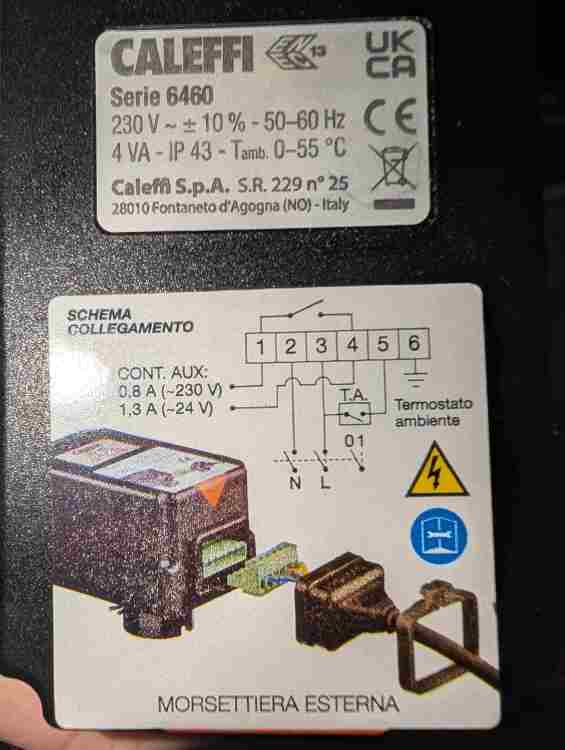 CALEFFI 13
UK
CA
Serie 6460
230 V ~ ± 10 % - 50–60 Hz
4 VA - IP 43 - Tamb. 0–55 °C
CE
Caleffi S.p.A. S.R. 229 n° 25
28010 Fontaneto d'Agogna (NO) - Italy
SCHEMA
COLLEGAMENTO
1 2 3 4 5 6
CONT. AUX:
0,8 A (~230 V)
1,3 A (~24 V)
T.A.
Termostato
ambiente
01
N L
MORSETTIERA ESTERNA